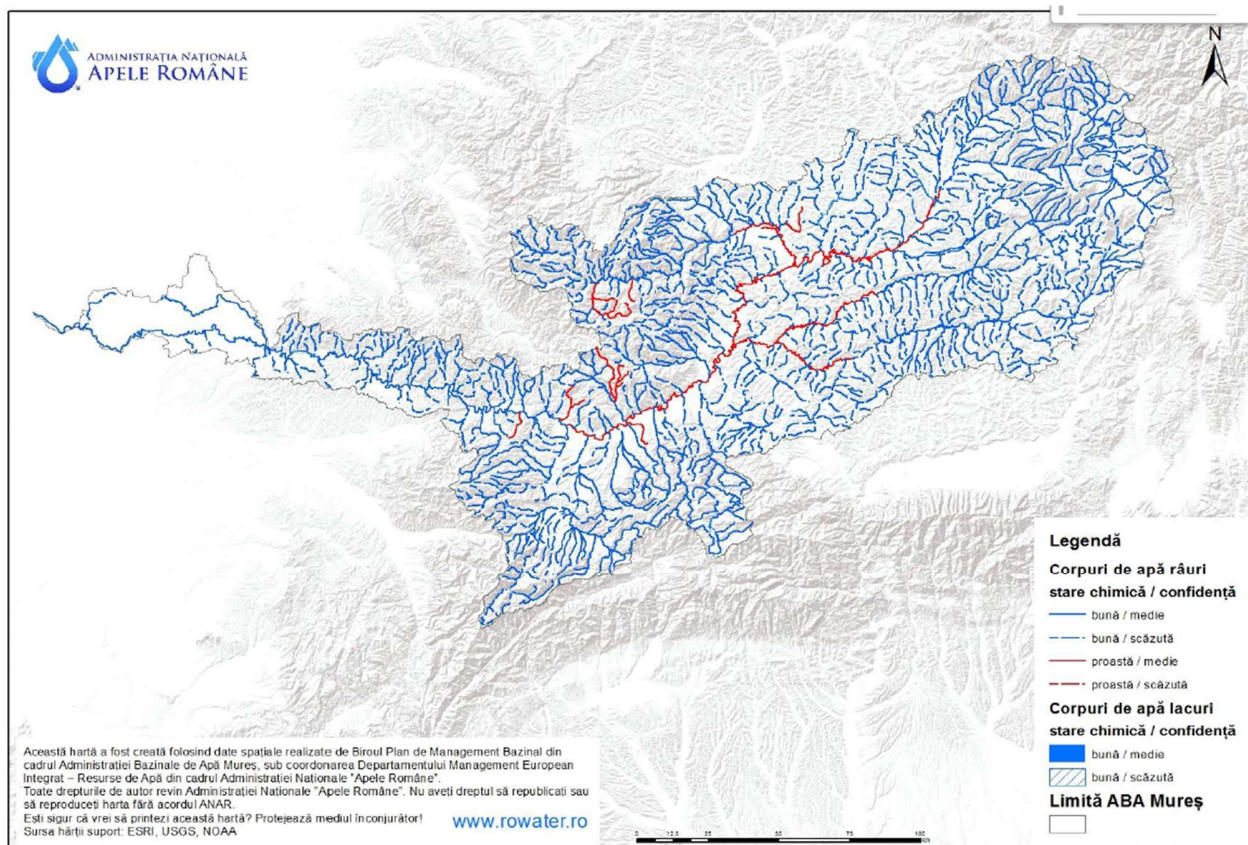 N
ADMINISTRAȚIA NAȚIONALĂ
APELE ROMÂNE
Legendă
Corpuri de apă râuri
stare chimică / confidență
bună / medie
bună / scăzută
proastă / medie
proastă / scăzută
Corpuri de apă lacuri
stare chimică / confidență
bună / medie
bună / scăzută
Limită ABA Mureș
Această hartă a fost creată folosind date spațiale realizate de Biroul Plan de Management Bazinal din
cadrul Administrației Bazinale de Apă Mureș, sub coordonarea Departamentului Management European
Integrat – Resurse de Apă din cadrul Administrației Naționale "Apele Române".
Toate drepturile de autor revin Administrației Naționale "Apele Române". Nu aveți dreptul să republicați sau
să reproduceți harta fără acordul ANAR.
Ești sigur că vrei să printezi această hartă? Protejează mediul înconjurător!
Sursa hărții suport: ESRI, USGS, NOAA
www.rowater.ro
0 12.5 25 50 75 100